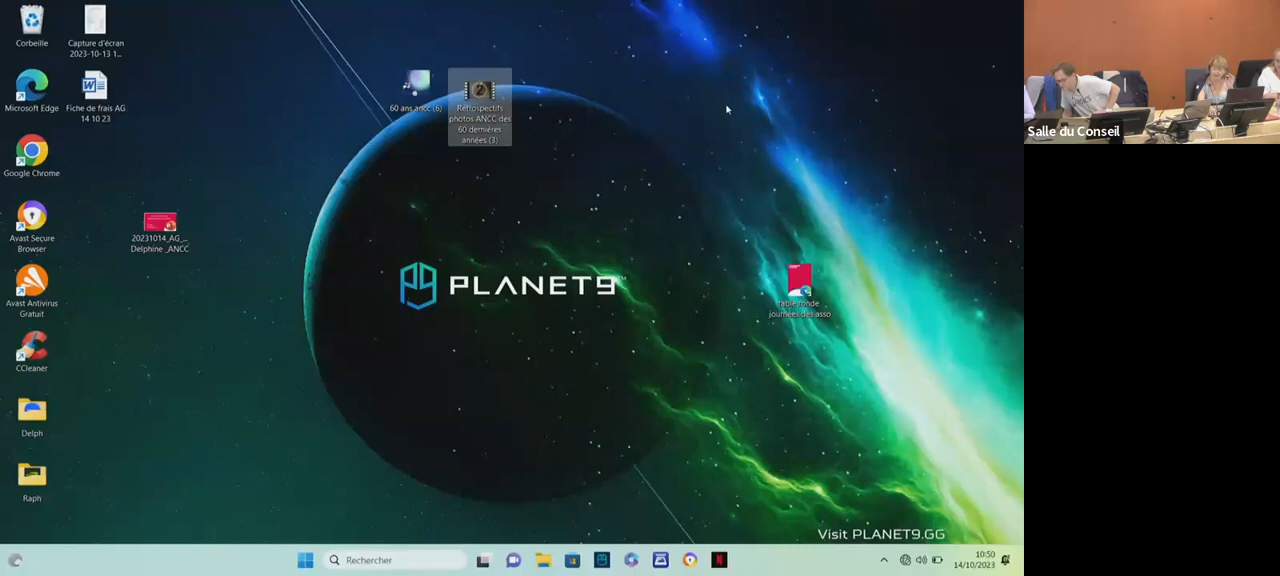 Corbeille
Capture d'écran
2023-10-13 1...
Microsoft Edge
Fiche de frais AG
14 10 23
Google Chrome
Avast Secure
Browser
Avast Antivirus
Gratuit
CCleaner
Delph
Raph
20231014_AG_...
Delphine _ANCC
60 ans ancc (6)
Rétrospectifs
photos ANCC des
60 dernières
années (3)
PLANET9
table ronde
journées des asso
Visit PLANET9.GG
Rechercher
10:50
14/10/2023
Salle du Conseil